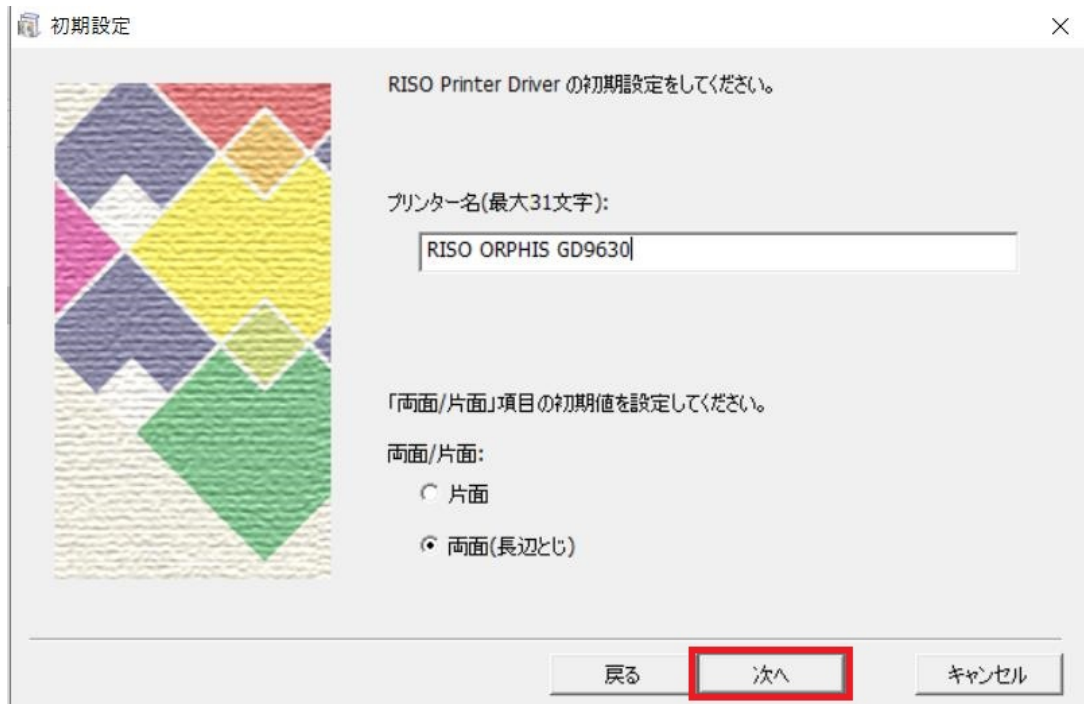 初期設定
RISO Printer Driver の初期設定をしてください。
プリンター名(最大31文字):
RISO ORPHIS GD9630
「両面/片面」項目の初期値を設定してください。
両面/片面:
片面
両面(長辺とじ)
戻る
次へ
キャンセル